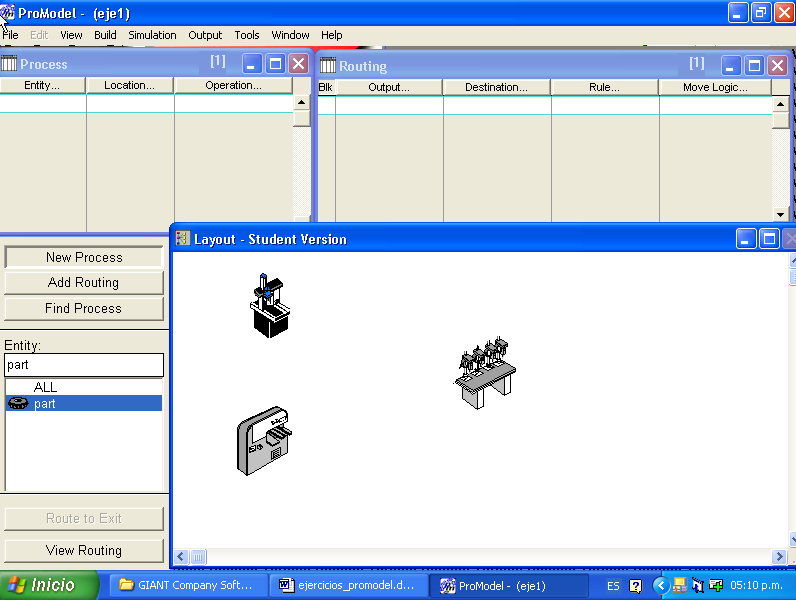 ProModel - (eje1)
File Edit View Build Simulation Output Tools Window Help
Process [1]
Entity... Location... Operation...
Routing [1]
Blk Output... Destination... Rule... Move Logic...
New Process
Add Routing
Find Process
Entity:
part
ALL
part
Route to Exit
View Routing
Layout - Student Version
Inicio GIANT Company Soft... ejercicios_promodel.d... ProModel - (eje1) ES 05:10 p.m.